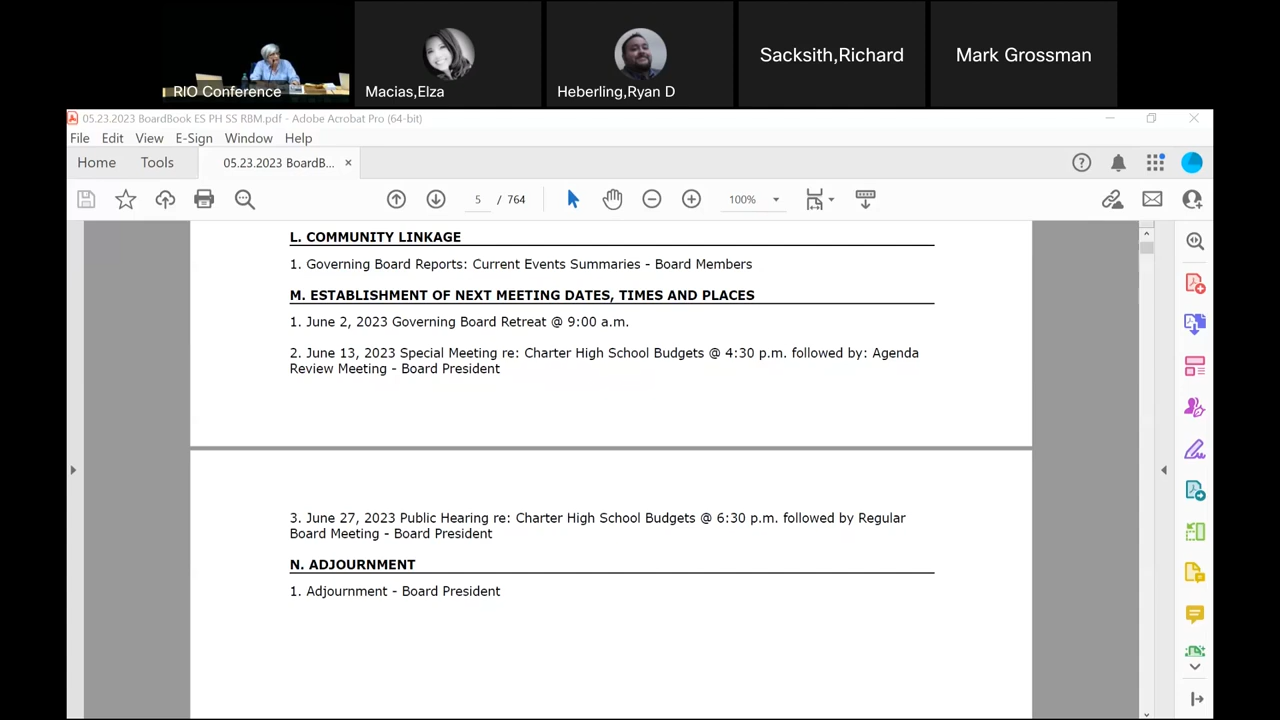 RIO Conference
Macias,Elza
Heberling,Ryan D
Sacksith,Richard
Mark Grossman
05.23.2023 BoardBook ES PH SS RBM.pdf - Adobe Acrobat Pro (64-bit)
File Edit View E-Sign Window Help
Home Tools 05.23.2023 BoardB... ×
5 / 764 100%
L. COMMUNITY LINKAGE
1. Governing Board Reports: Current Events Summaries - Board Members
M. ESTABLISHMENT OF NEXT MEETING DATES, TIMES AND PLACES
1. June 2, 2023 Governing Board Retreat @ 9:00 a.m.
2. June 13, 2023 Special Meeting re: Charter High School Budgets @ 4:30 p.m. followed by: Agenda
Review Meeting - Board President
3. June 27, 2023 Public Hearing re: Charter High School Budgets @ 6:30 p.m. followed by Regular
Board Meeting - Board President
N. ADJOURNMENT
1. Adjournment - Board President